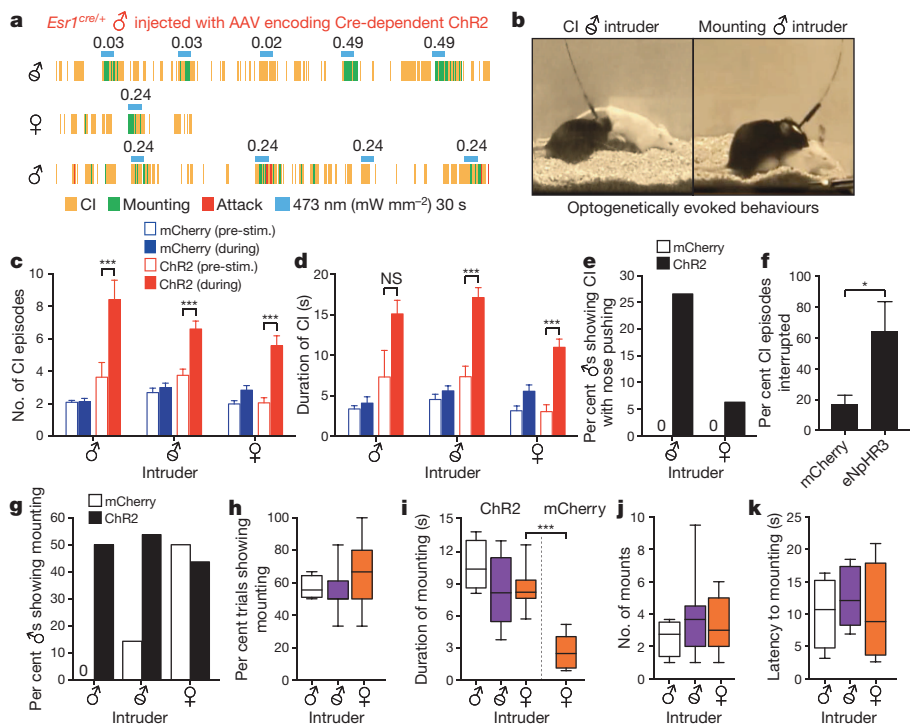 a
Esr1cre/+ ♂ injected with AAV encoding Cre-dependent ChR2
0.03 0.03 0.02 0.49 0.49
0.24
0.24 0.24 0.24 0.24
CI Mounting Attack 473 nm (mW mm−2) 30 s
b
CI ♂ intruder
Mounting ♂ intruder
Optogenetically evoked behaviours
mCherry (pre-stim.)
mCherry (during)
ChR2 (pre-stim.)
ChR2 (during)
c
No. of CI episodes
10
8
6
4
2
0
***
***
***
Intruder
d
Duration of CI (s)
20
15
10
5
0
NS
***
***
Intruder
e
mCherry
ChR2
Per cent ♂s showing CI
with nose pushing
30
25
20
15
10
5
0
0 0
Intruder
f
Per cent CI episodes
interrupted
100
80
60
40
20
0
*
mCherry
eNpHR3
g
mCherry
ChR2
Per cent ♂s showing mounting
60
50
40
30
20
10
0
0
Intruder
h
Per cent trials showing
mounting
100
80
60
40
20
0
Intruder
i
ChR2 mCherry
Duration of mounting (s)
15
12
9
6
3
0
***
Intruder
j
No. of mounts
10
8
6
4
2
0
Intruder
k
Latency to mounting (s)
25
20
15
10
5
0
Intruder